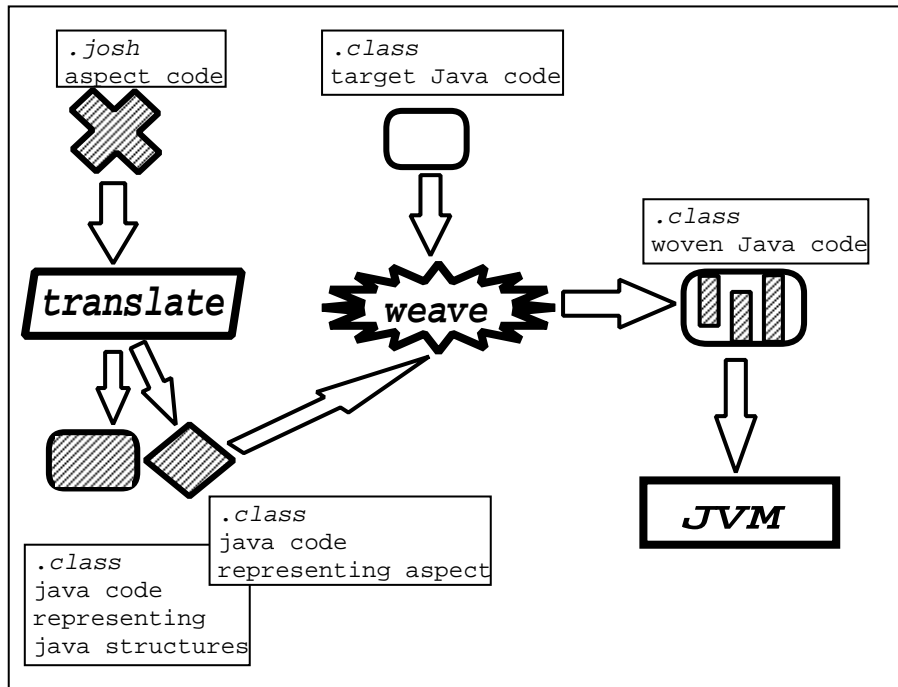 .josh
aspect code
.class
target Java code
.class
woven Java code
translate
weave
JVM
.class
java code
representing aspect
.class
java code
representing
java structures